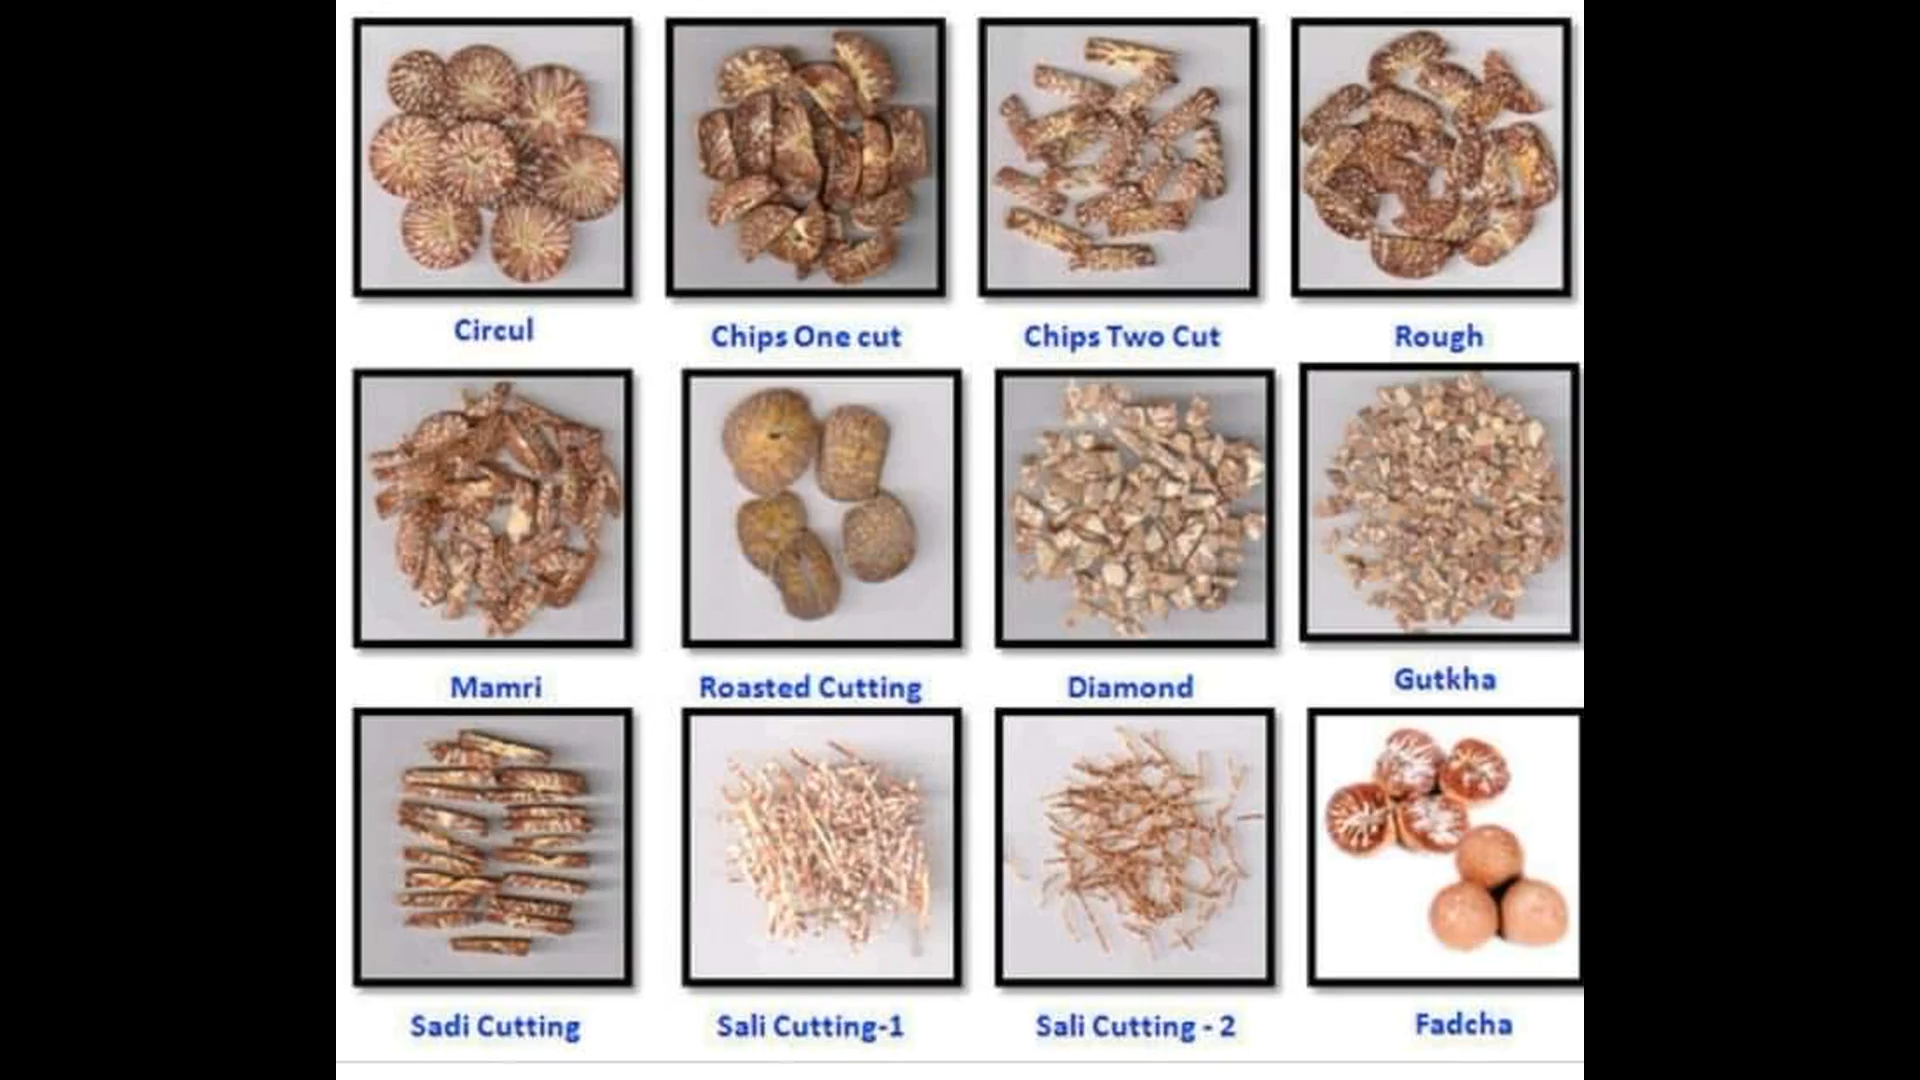 Circul
Chips One cut
Chips Two Cut
Rough
Mamri
Roasted Cutting
Diamond
Gutkha
Sadi Cutting
Sali Cutting-1
Sali Cutting - 2
Fadcha